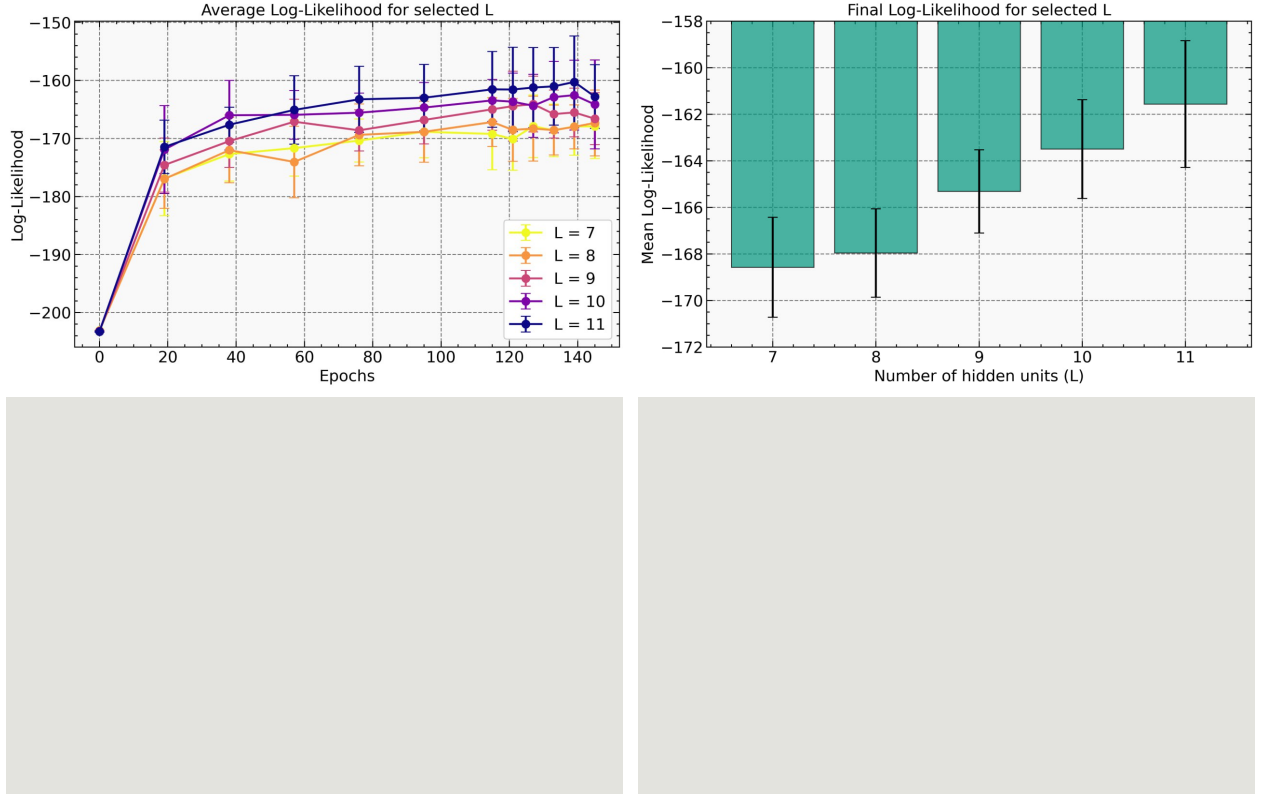 Average Log-Likelihood for selected L
−150
−160
−170
−180
−190
−200
Log-Likelihood
0 20 40 60 80 100 120 140
Epochs
L = 7
L = 8
L = 9
L = 10
L = 11
Final Log-Likelihood for selected L
−158
−160
−162
−164
−166
−168
−170
−172
Mean Log-Likelihood
7 8 9 10 11
Number of hidden units (L)